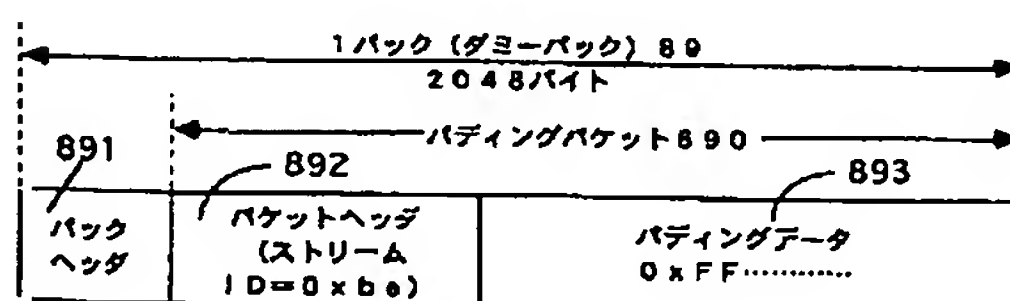 1パック（ダミーパック）89
2048バイト
パディングパケット890
891
892
893
パック
ヘッダ
パケットヘッダ
（ストリーム
ID=0xbe）
パディングデータ
0xFF…………